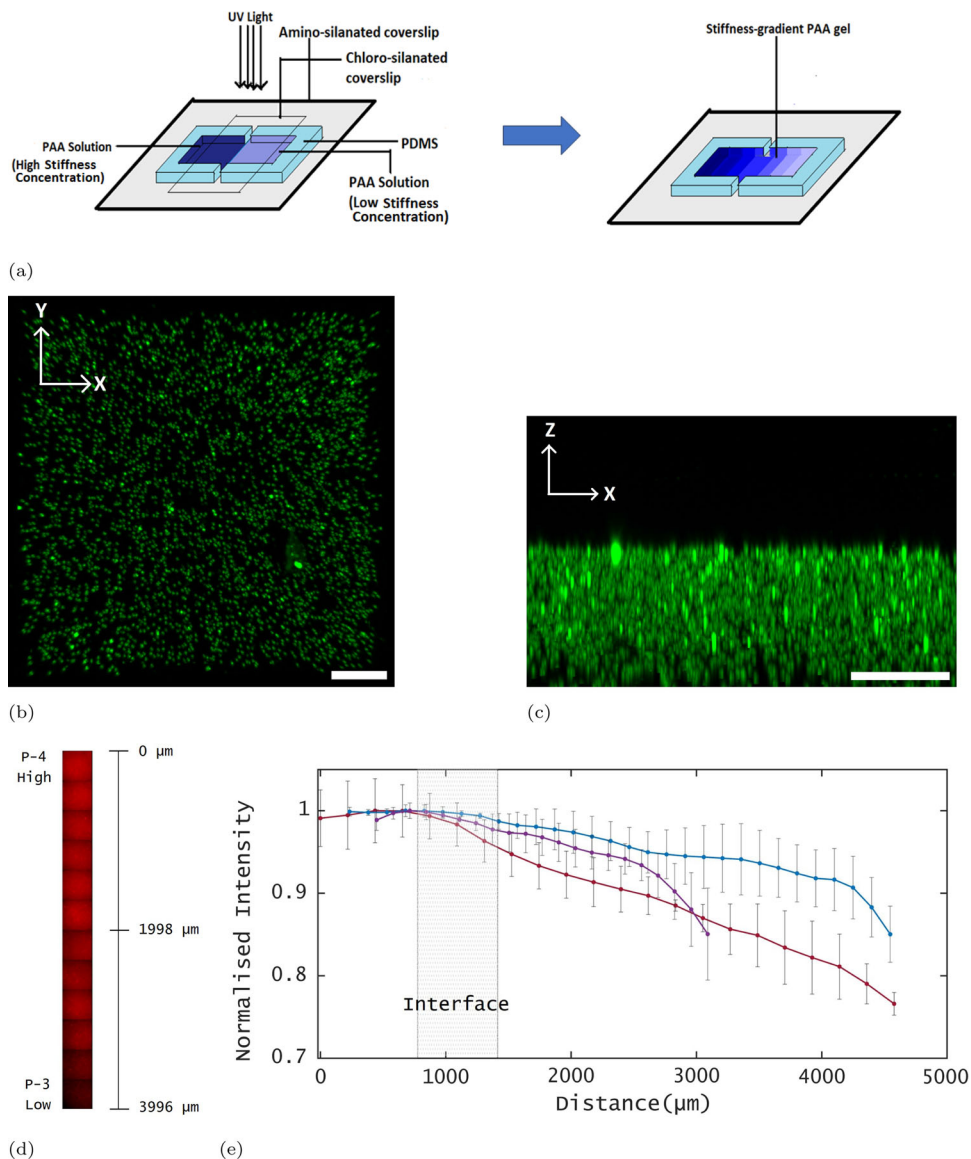 UV Light
Amino-silanated coverslip
Chloro-silanated
coverslip
PAA Solution
(High Stiffness
Concentration)
PDMS
PAA Solution
(Low Stiffness
Concentration)
Stiffness-gradient PAA gel
(a)
Y
X
Z
X
(b)
(c)
P-4
High
0 μm
1998 μm
P-3
Low
3996 μm
(d)
Normalised Intensity
1
0.9
0.8
0.7
Interface
0
1000
2000
3000
4000
5000
Distance(μm)
(e)